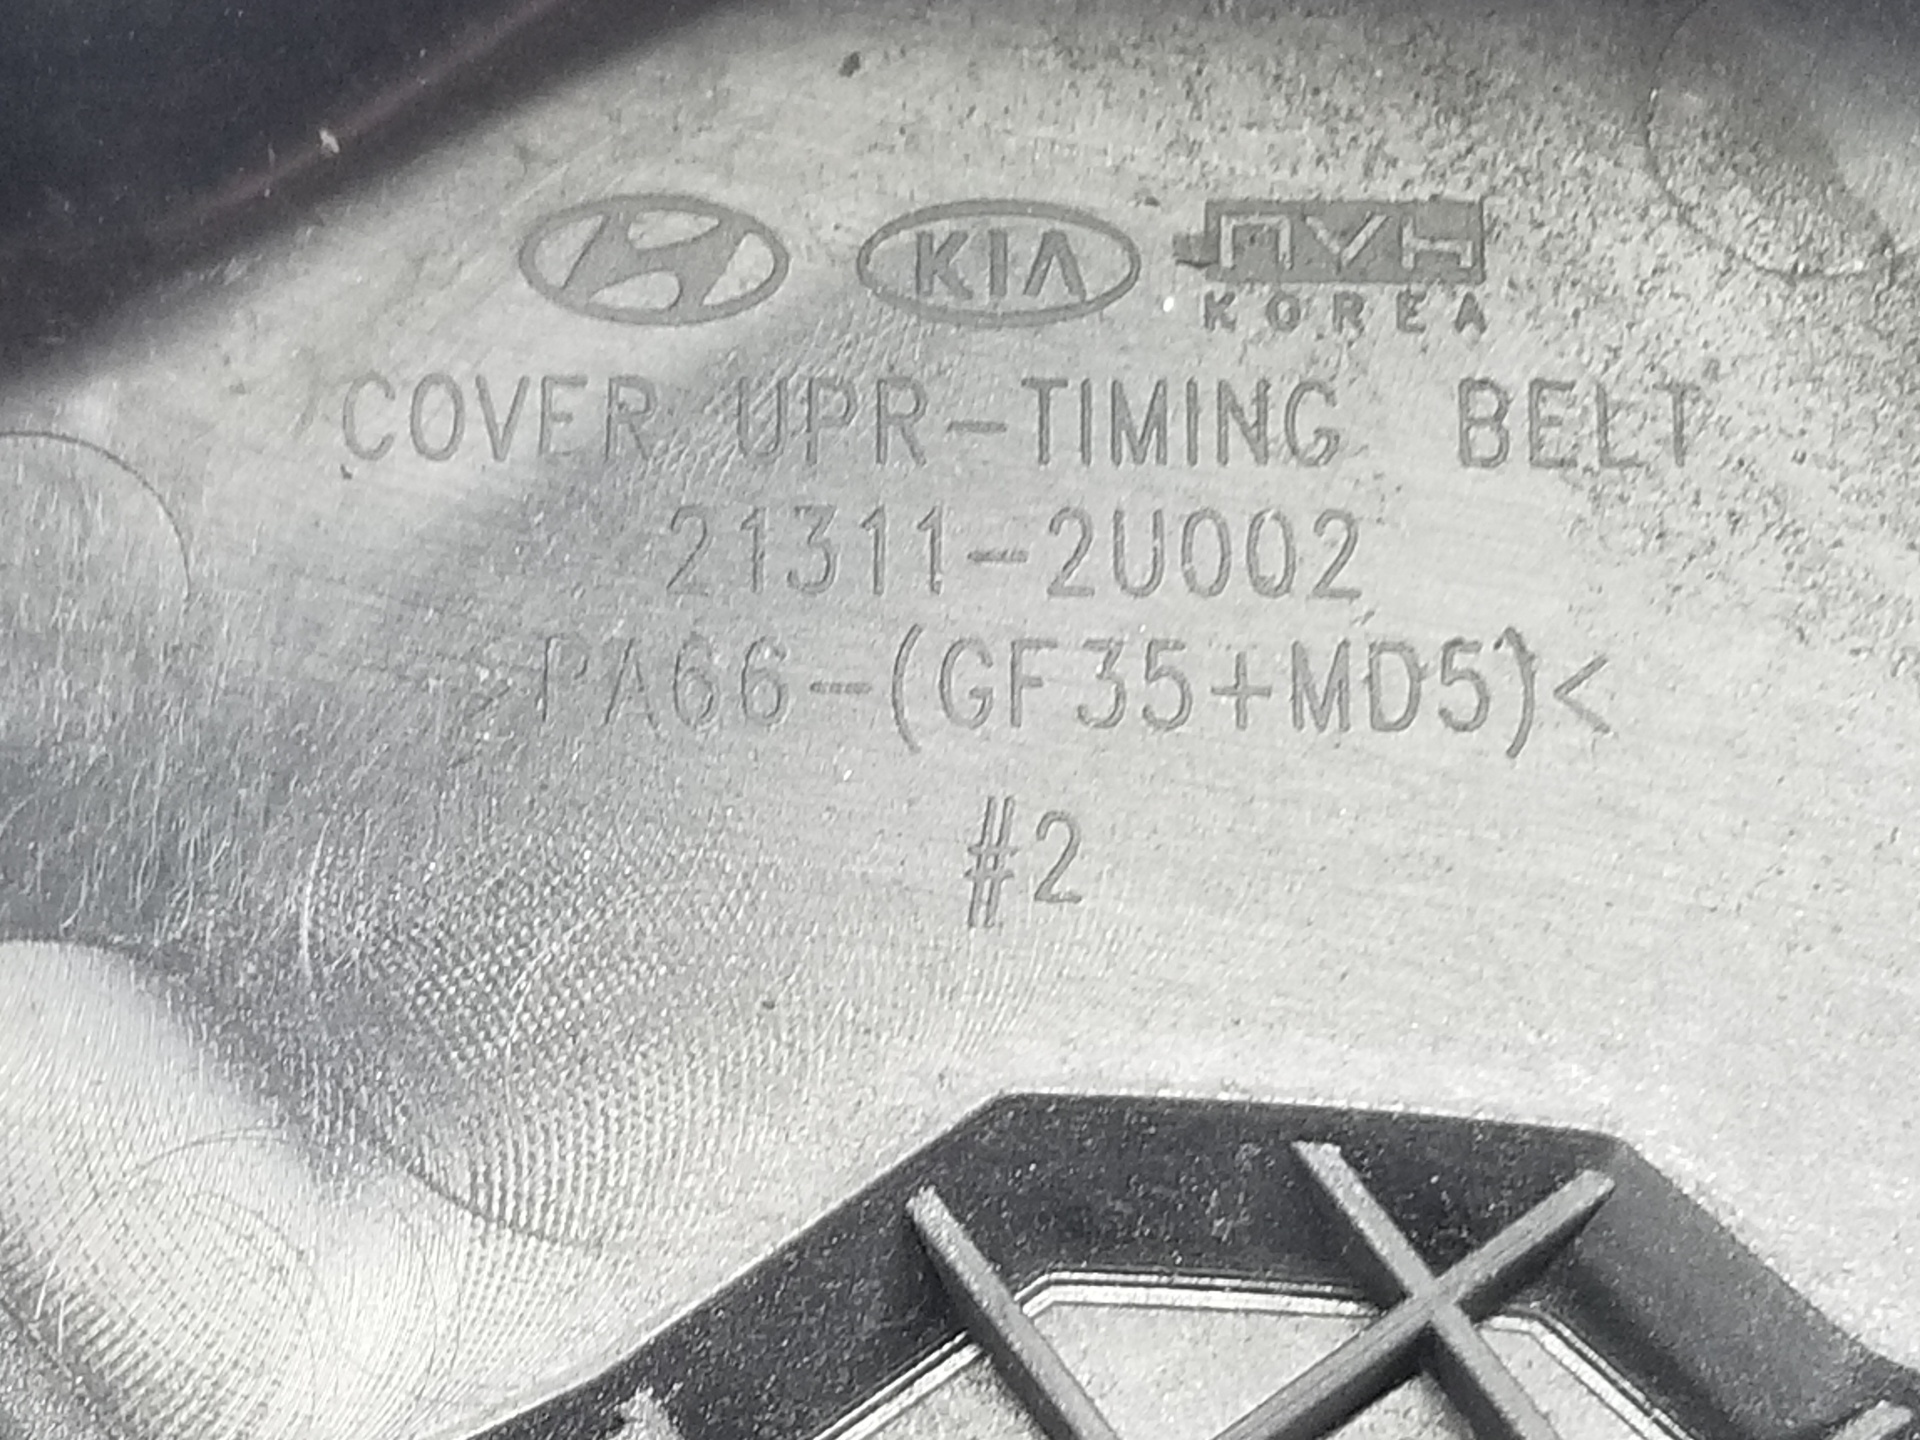 KIA NVH
KOREA
COVER UPR-TIMING BELT
21311-2U002
>PA66-(GF35+MD5)<
#2